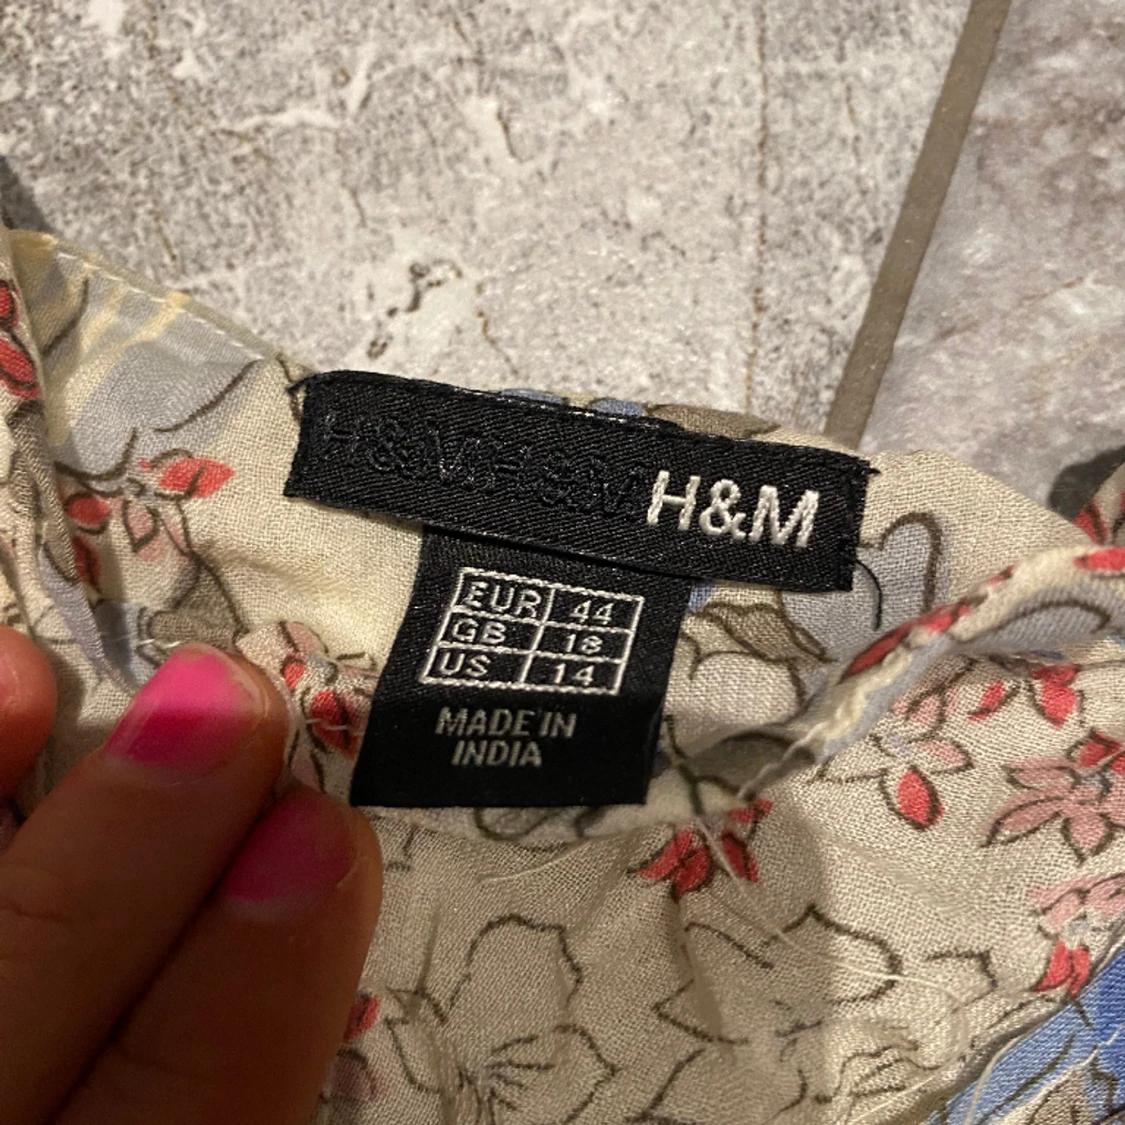 H&M H&M H&M
EUR 44
GB 18
US 14
MADE IN
INDIA